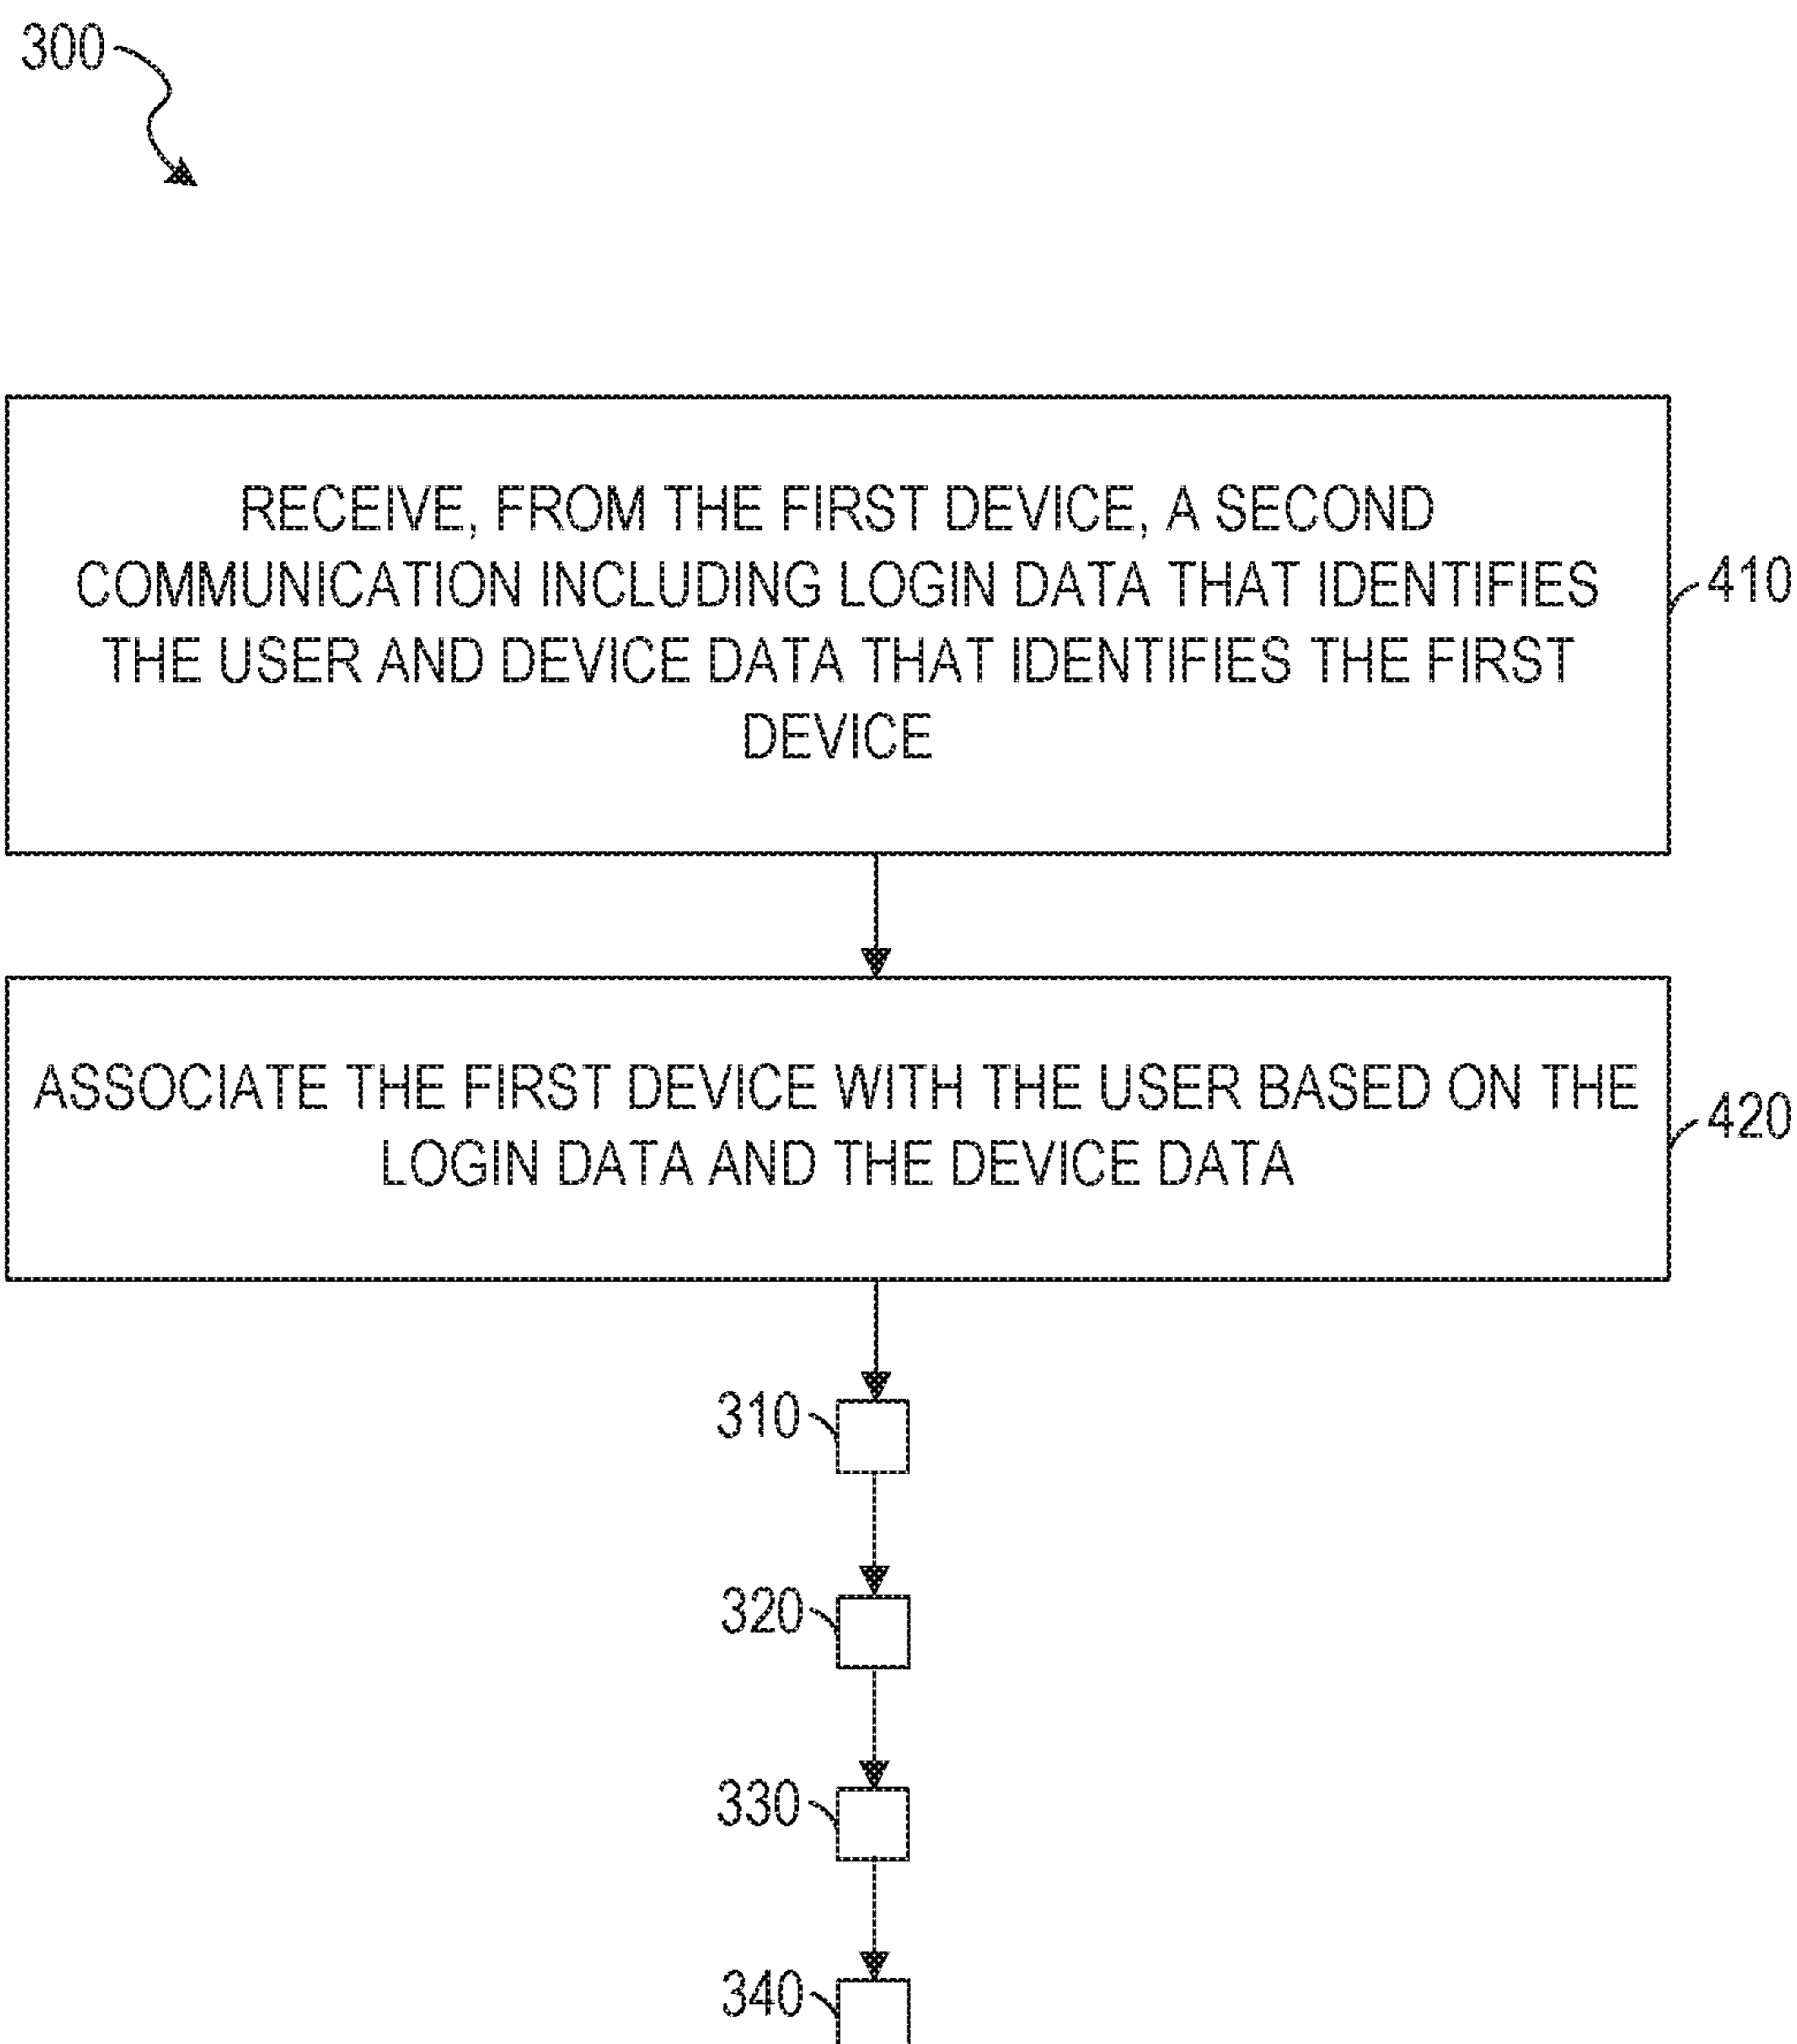 300
RECEIVE, FROM THE FIRST DEVICE, A SECOND
COMMUNICATION INCLUDING LOGIN DATA THAT IDENTIFIES
THE USER AND DEVICE DATA THAT IDENTIFIES THE FIRST
DEVICE
410
ASSOCIATE THE FIRST DEVICE WITH THE USER BASED ON THE
LOGIN DATA AND THE DEVICE DATA
420
310
320
330
340